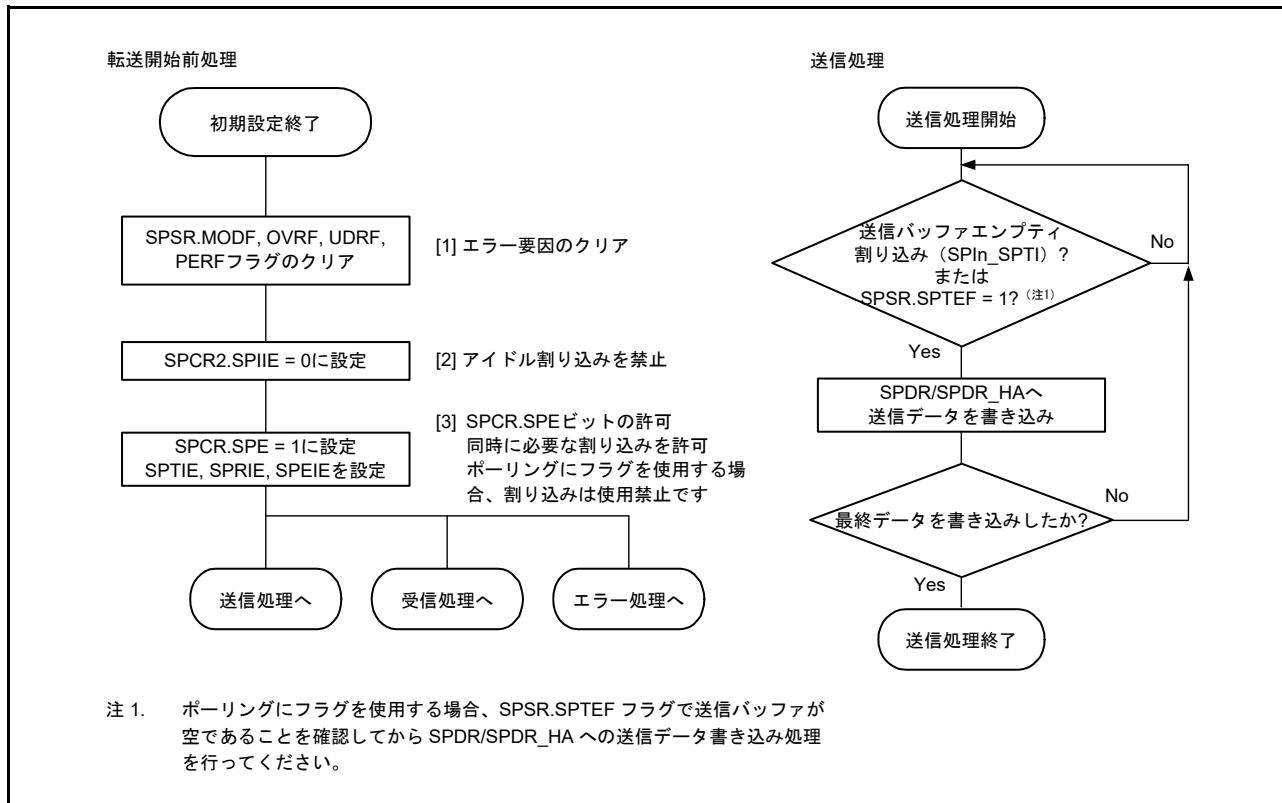 転送開始前処理
初期設定終了
SPSR.MODF, OVRF, UDRF,
PERFフラグのクリア
[1] エラー要因のクリア
SPCR2.SPIIE = 0に設定
[2] アイドル割り込みを禁止
SPCR.SPE = 1に設定
SPTIE, SPRIE, SPEIEを設定
[3] SPCR.SPEビットの許可
同時に必要な割り込みを許可
ポーリングにフラグを使用する場
合、割り込みは使用禁止です
送信処理へ
受信処理へ
エラー処理へ
送信処理
送信処理開始
送信バッファエンプティ
割り込み（SPIn_SPTI）?
または
SPSR.SPTEF = 1?（注1）
No
Yes
SPDR/SPDR_HAへ
送信データを書き込み
最終データを書き込みしたか?
No
Yes
送信処理終了
注 1. ポーリングにフラグを使用する場合、SPSR.SPTEF フラグで送信バッファが
空であることを確認してから SPDR/SPDR_HA への送信データ書き込み処理
を行ってください。